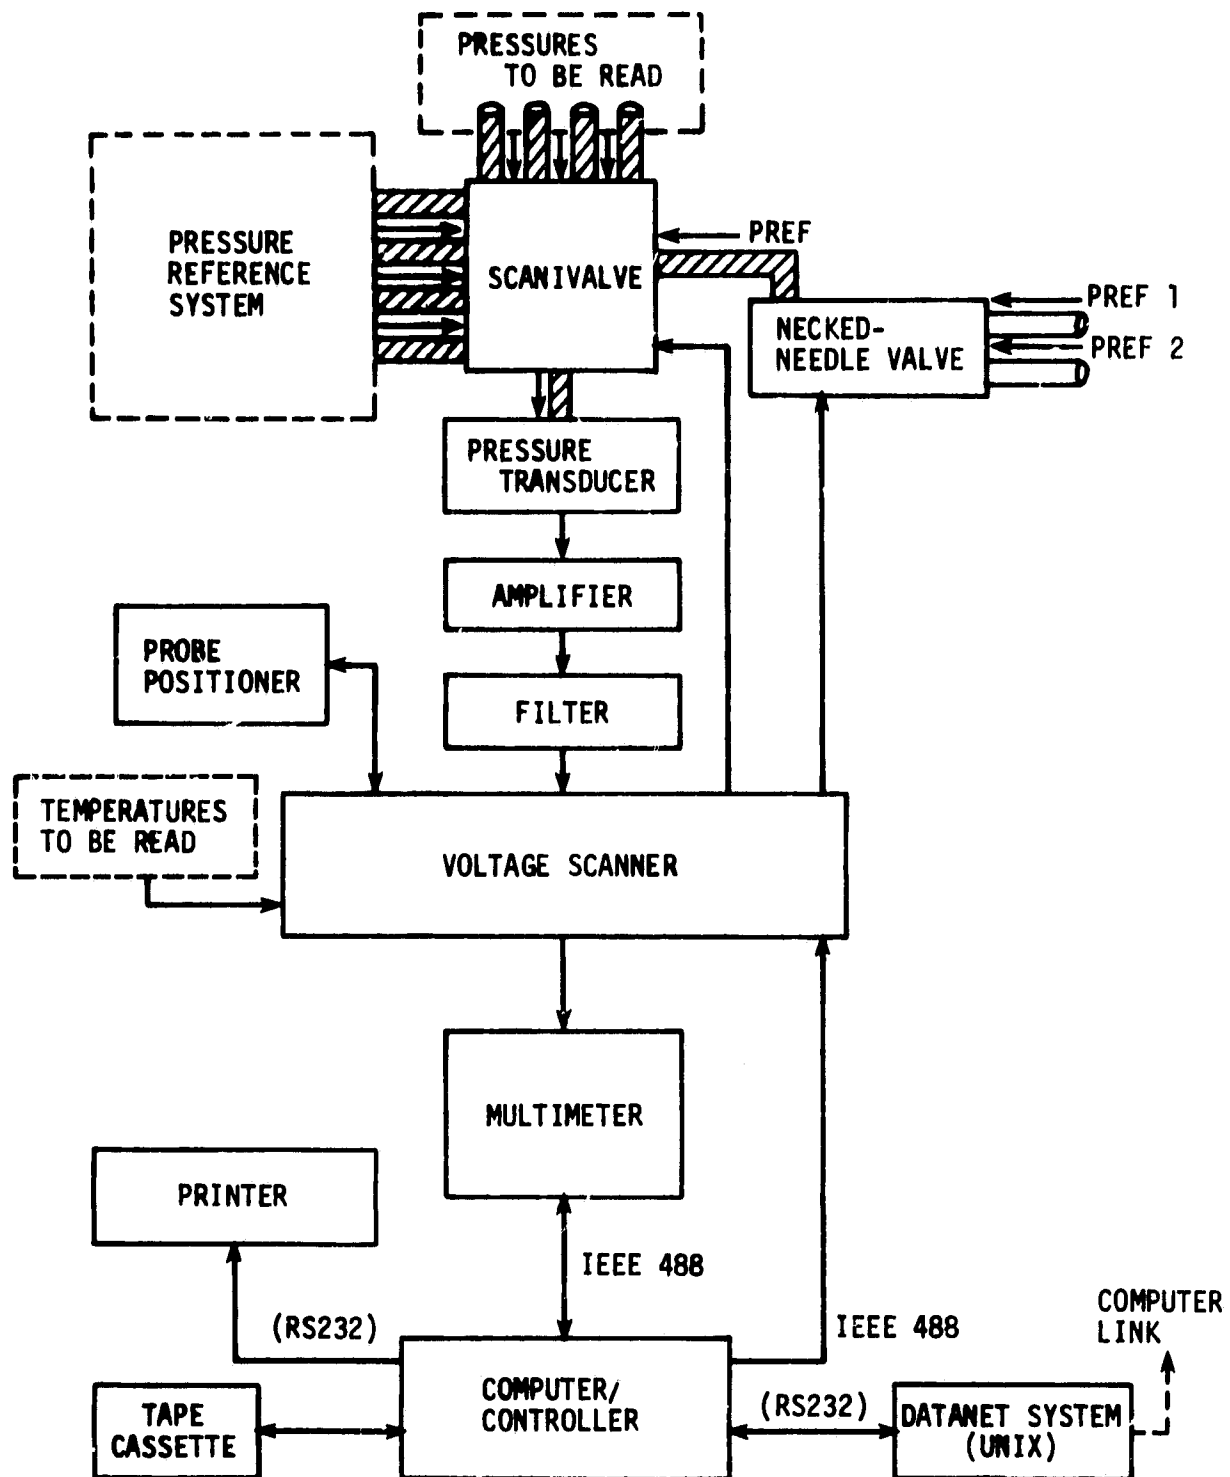 PRESSURES
TO BE READ
PRESSURE
REFERENCE
SYSTEM
SCANIVALVE
PREF
PREF 1
PREF 2
NECKED-
NEEDLE VALVE
PRESSURE
TRANSDUCER
AMPLIFIER
PROBE
POSITIONER
FILTER
TEMPERATURES
TO BE READ
VOLTAGE SCANNER
MULTIMETER
PRINTER
IEEE 488
(RS232)
IEEE 488
COMPUTER
LINK
COMPUTER/
CONTROLLER
(RS232)
TAPE
CASSETTE
DATANET SYSTEM
(UNIX)